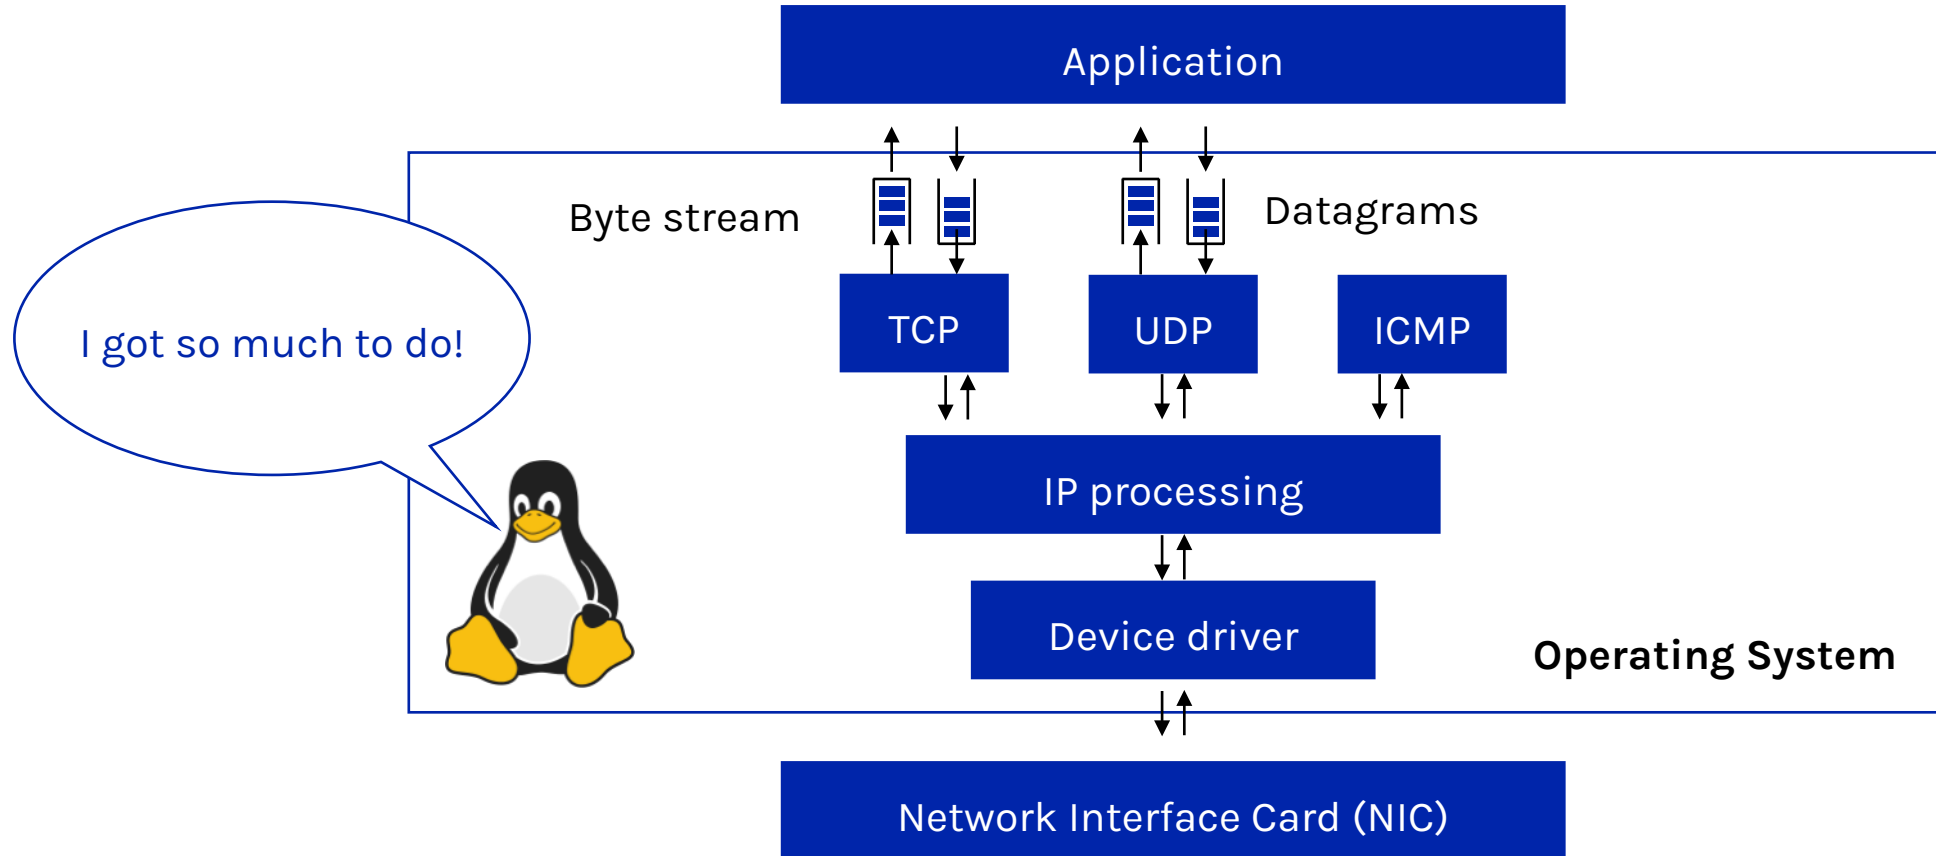 Application
Byte stream
Datagrams
I got so much to do!
TCP
UDP
ICMP
IP processing
Device driver
Operating System
Network Interface Card (NIC)